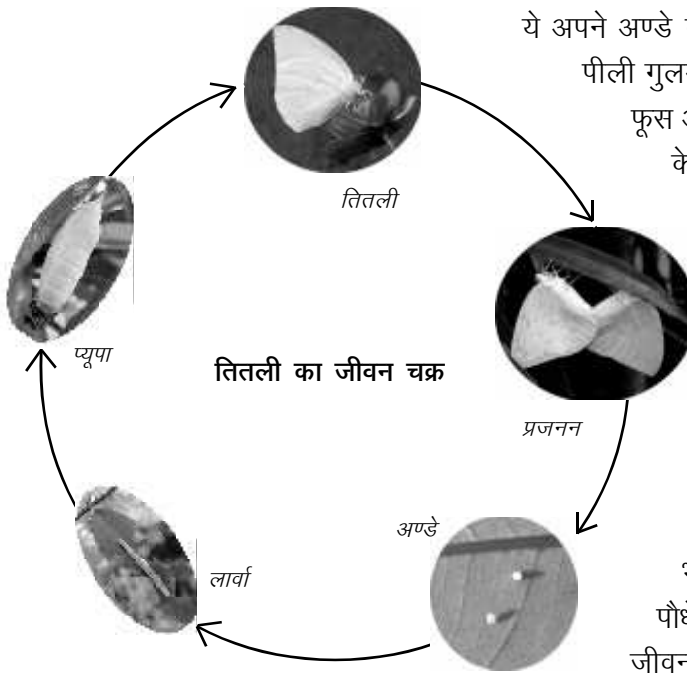 ये अपने अण्डे
पीली
फूस
के
तितली
प्यूपा
तितली का जीवन चक्र
प्रजनन
अण्डे
लार्वा
जीवन